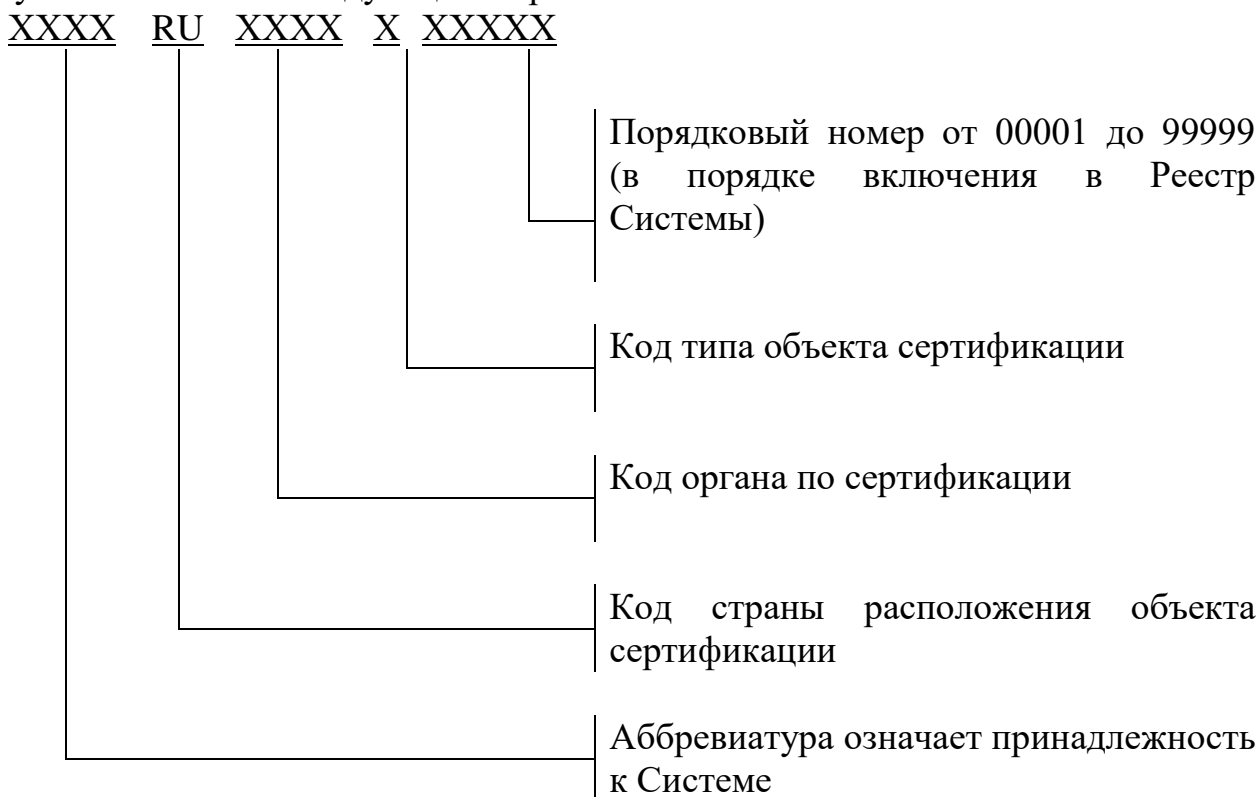 XXXX RU XXXX X XXXXX
Порядковый номер от 00001 до 99999
(в порядке включения в Реестр
Системы)
Код типа объекта сертификации
Код органа по сертификации
Код страны расположения объекта
сертификации
Аббревиатура означает принадлежность
к Системе